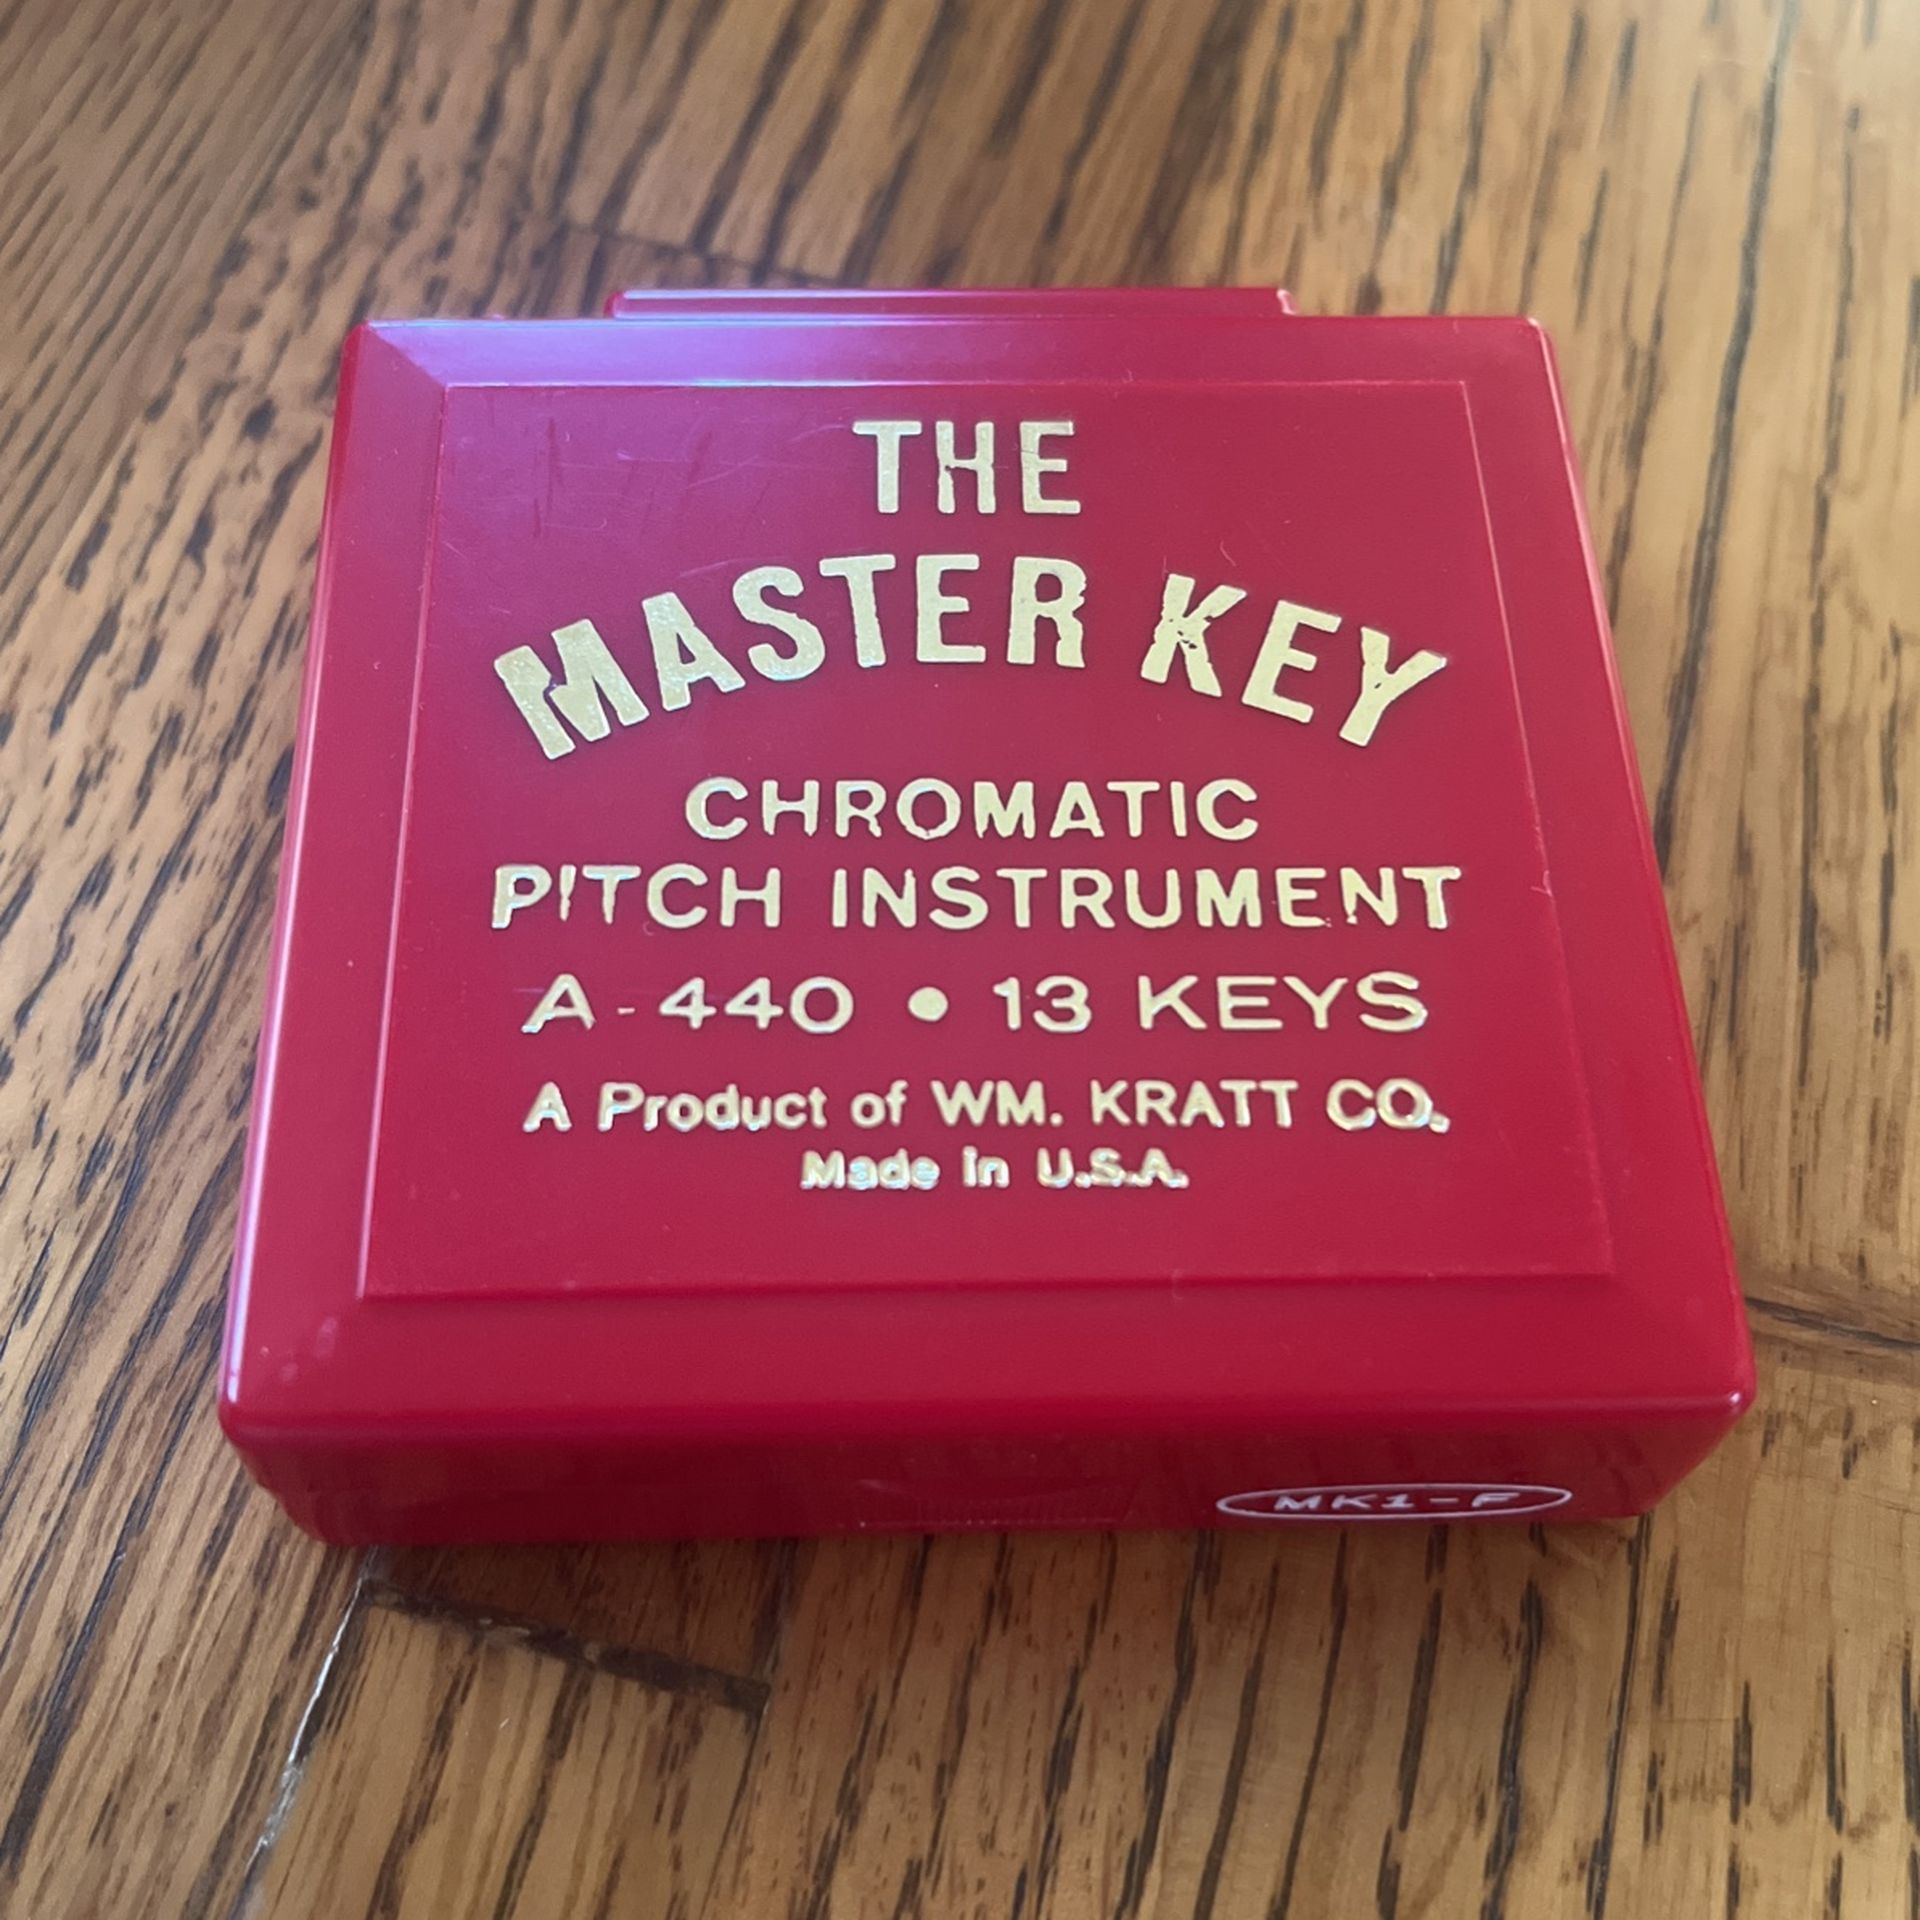 THE
MASTER KEY
CHROMATIC
PITCH INSTRUMENT
A-440 • 13 KEYS
A Product of WM. KRATT CO.
Made in U.S.A.
MK1-F